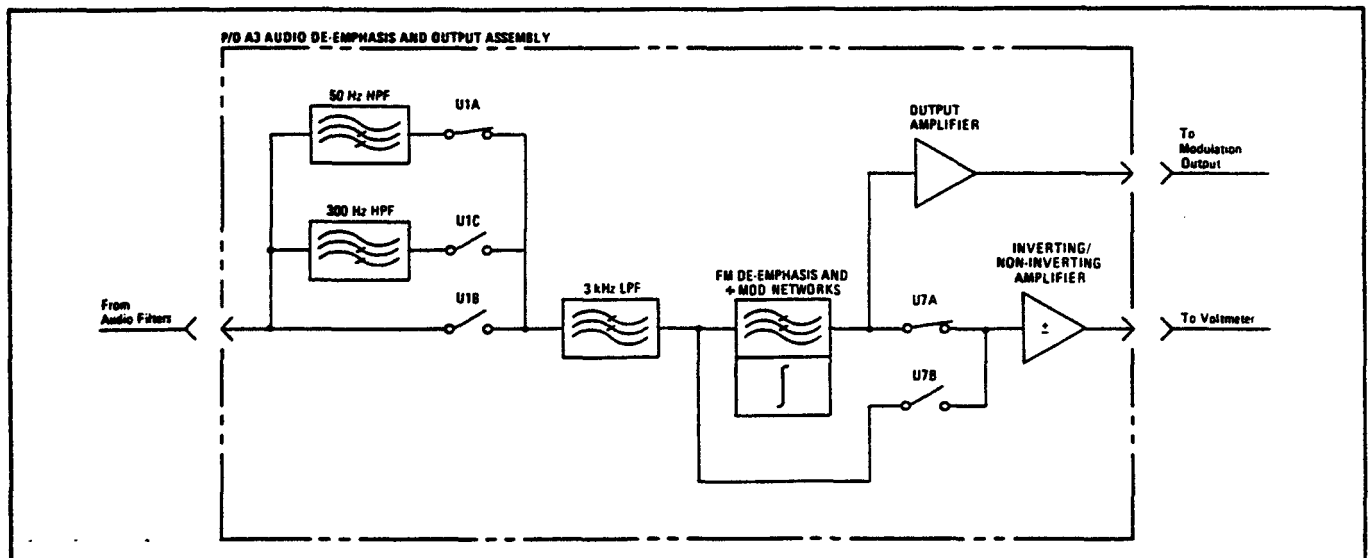 P/O A3 AUDIO DE-EMPHASIS AND OUTPUT ASSEMBLY
50 Hz HPF
U1A
300 Hz HPF
U1C
U1B
From
Audio Filters
3 kHz LPF
FM DE-EMPHASIS AND
÷ MOD NETWORKS
∫
OUTPUT
AMPLIFIER
U7A
U7B
INVERTING/
NON-INVERTING
AMPLIFIER
±
To
Modulation
Output
To Voltmeter